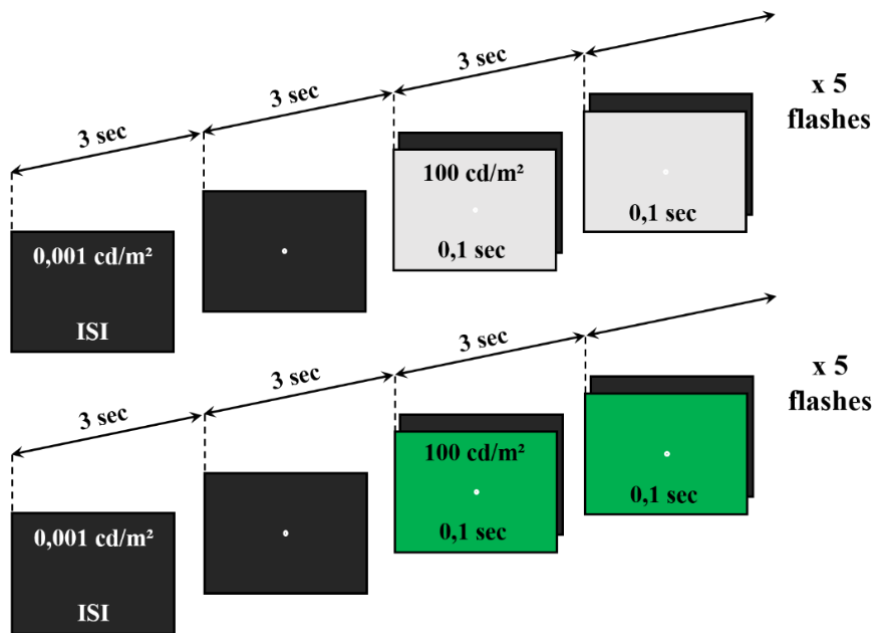 3 sec
3 sec
3 sec
x 5
flashes
100 cd/m²
0,1 sec
0,1 sec
0,001 cd/m²
ISI
3 sec
3 sec
3 sec
x 5
flashes
100 cd/m²
0,1 sec
0,1 sec
0,001 cd/m²
ISI